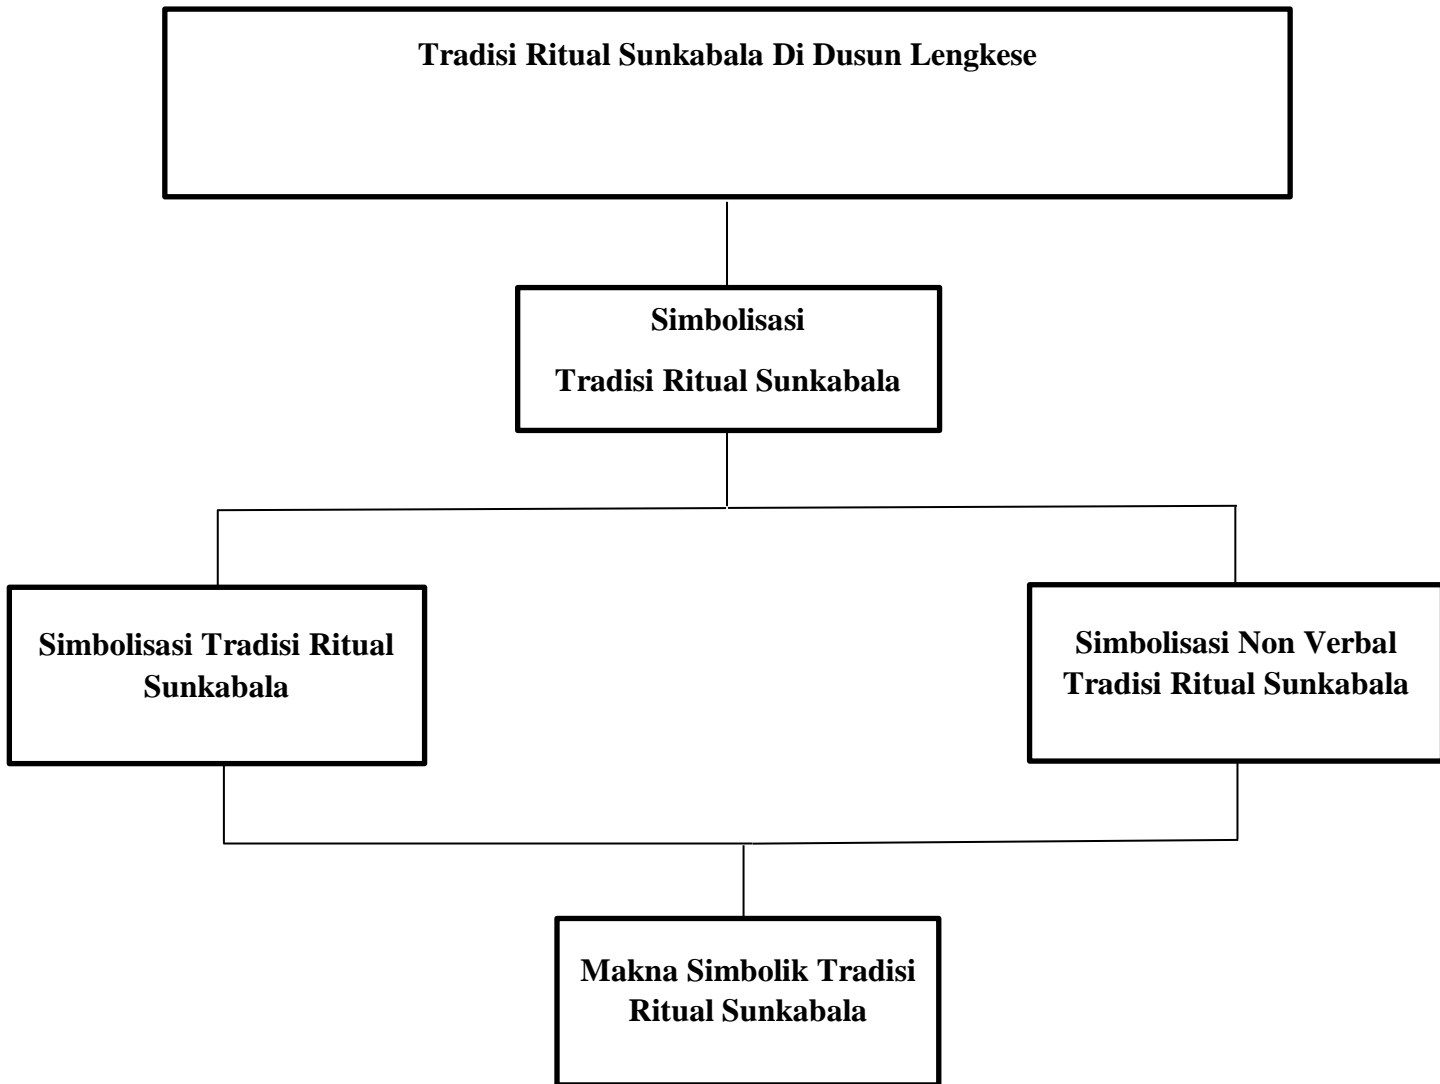 Tradisi Ritual Sunkabala Di Dusun Lengkese
Simbolisasi
Tradisi Ritual Sunkabala
Simbolisasi Tradisi Ritual
Sunkabala
Simbolisasi Non Verbal
Tradisi Ritual Sunkabala
Makna Simbolik Tradisi
Ritual Sunkabala